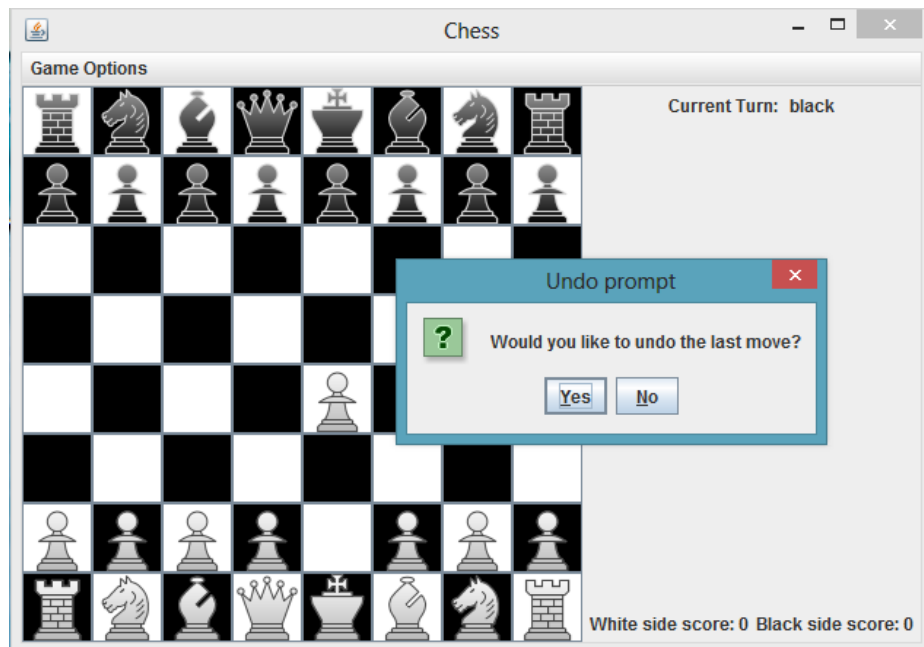 Chess
Game Options
Current Turn: black
Undo prompt
?
Would you like to undo the last move?
Yes No
White side score: 0 Black side score: 0